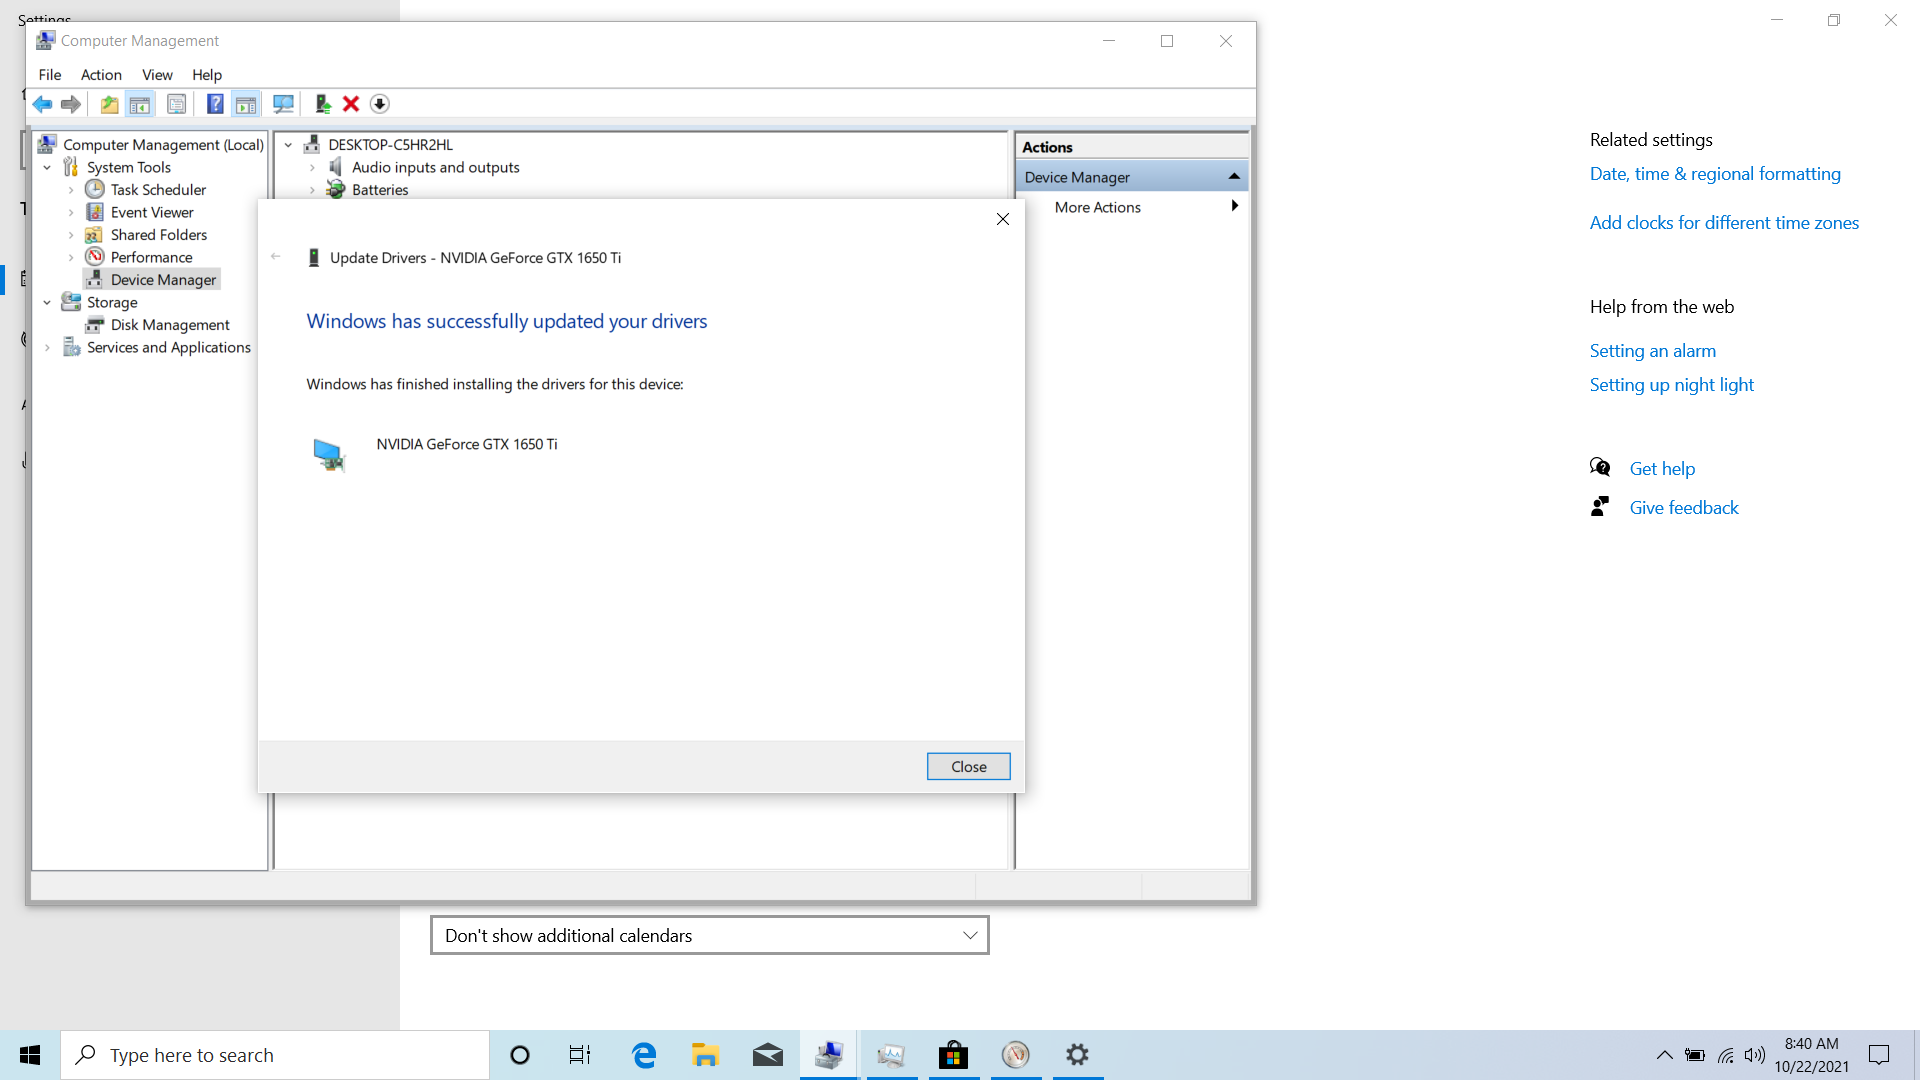 Settings
Computer Management
File Action View Help
Computer Management (Local)
System Tools
Task Scheduler
Event Viewer
Shared Folders
Performance
Device Manager
Storage
Disk Management
Services and Applications
DESKTOP-C5HR2HL
Audio inputs and outputs
Batteries
Actions
Device Manager
More Actions
Update Drivers - NVIDIA GeForce GTX 1650 Ti
Windows has successfully updated your drivers
Windows has finished installing the drivers for this device:
NVIDIA GeForce GTX 1650 Ti
Close
Related settings
Date, time & regional formatting
Add clocks for different time zones
Help from the web
Setting an alarm
Setting up night light
Get help
Give feedback
Don't show additional calendars
Type here to search
8:40 AM
10/22/2021